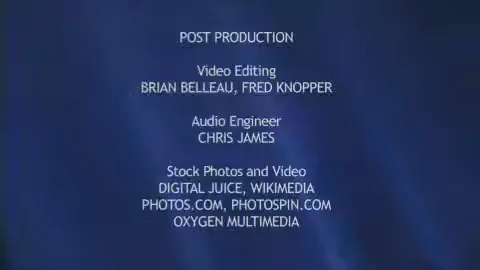 POST PRODUCTION
Video Editing
BRIAN BELLEAU, FRED KNOPPER
Audio Engineer
CHRIS JAMES
Stock Photos and Video
DIGITAL JUICE, WIKIMEDIA
PHOTOS.COM, PHOTOSPIN.COM
OXYGEN MULTIMEDIA